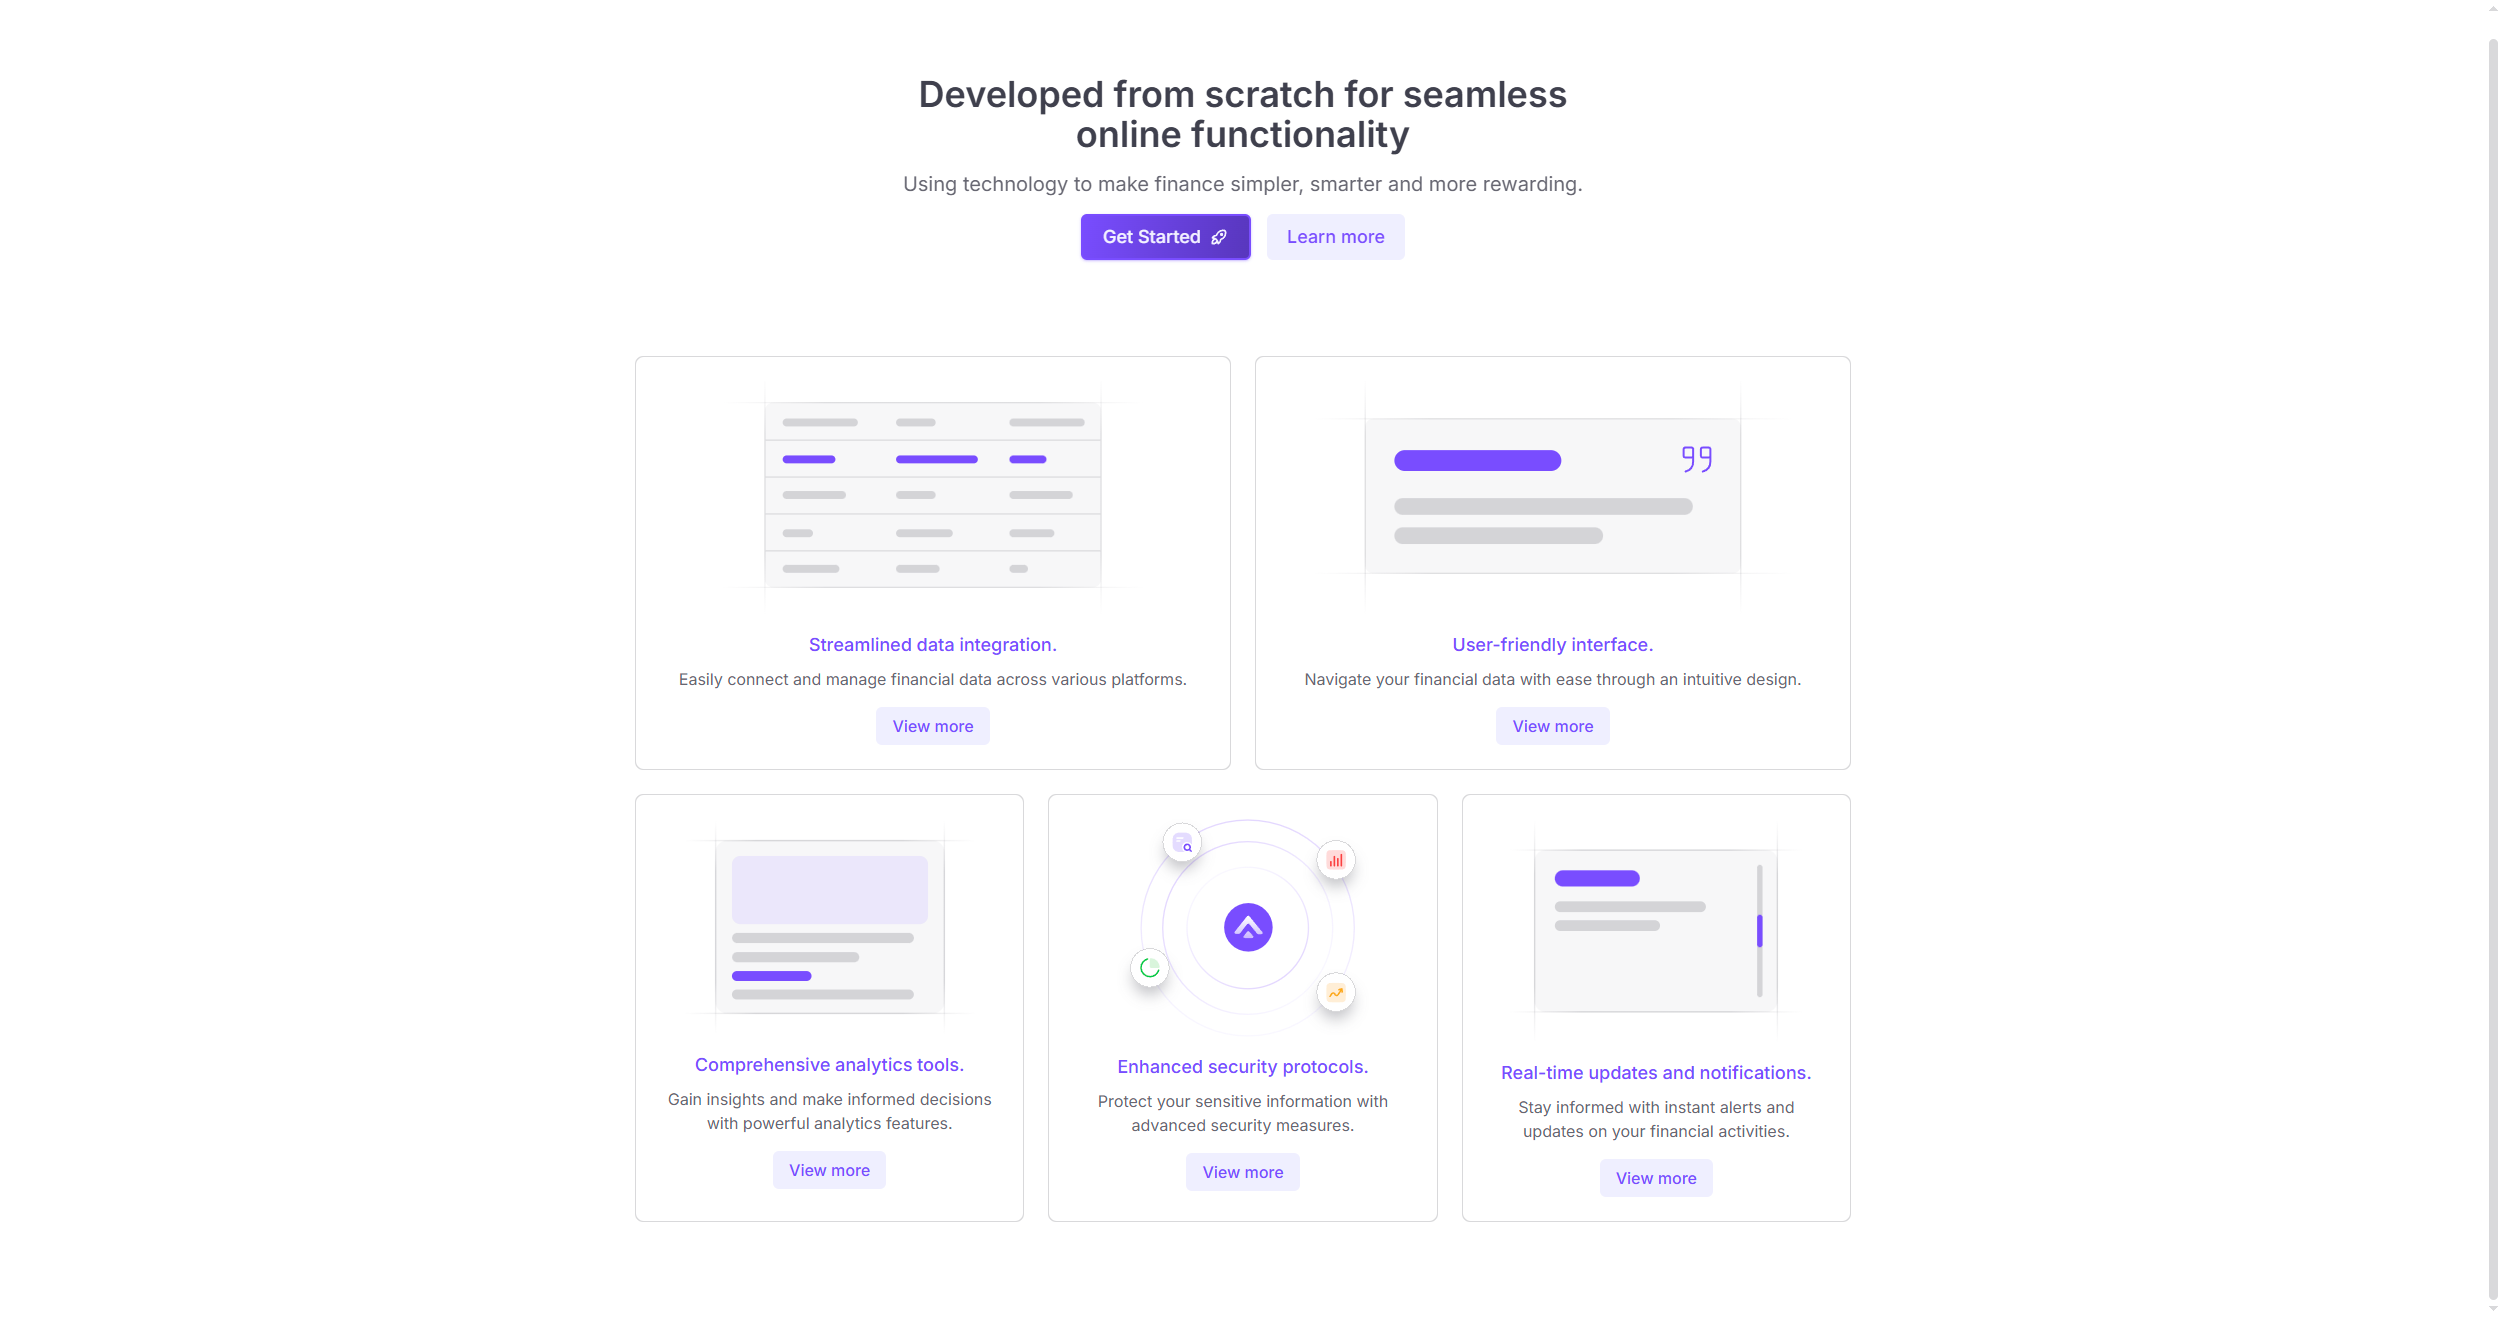 Developed from scratch for seamless
online functionality
Using technology to make finance simpler, smarter and more rewarding.
Get Started
Learn more
Streamlined data integration.
Easily connect and manage financial data across various platforms.
View more
User-friendly interface.
Navigate your financial data with ease through an intuitive design.
View more
Comprehensive analytics tools.
Gain insights and make informed decisions
with powerful analytics features.
View more
Enhanced security protocols.
Protect your sensitive information with
advanced security measures.
View more
Real-time updates and notifications.
Stay informed with instant alerts and
updates on your financial activities.
View more